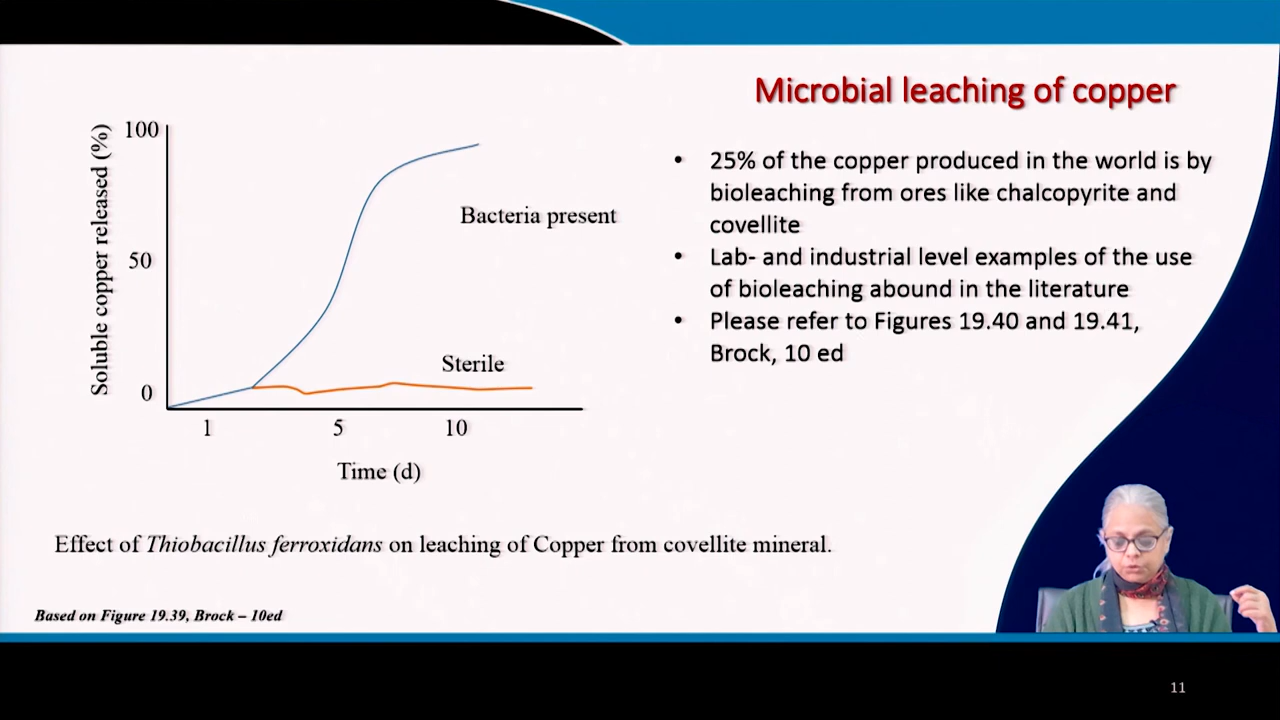 Microbial leaching of copper
• 25% of the copper produced in the world is by
bioleaching from ores like chalcopyrite and
covellite
• Lab- and industrial level examples of the use
of bioleaching abound in the literature
• Please refer to Figures 19.40 and 19.41,
Brock, 10 ed
Soluble copper released (%)
100
50
0
Bacteria present
Sterile
1 5 10
Time (d)
Effect of Thiobacillus ferroxidans on leaching of Copper from covellite mineral.
Based on Figure 19.39, Brock – 10ed
11